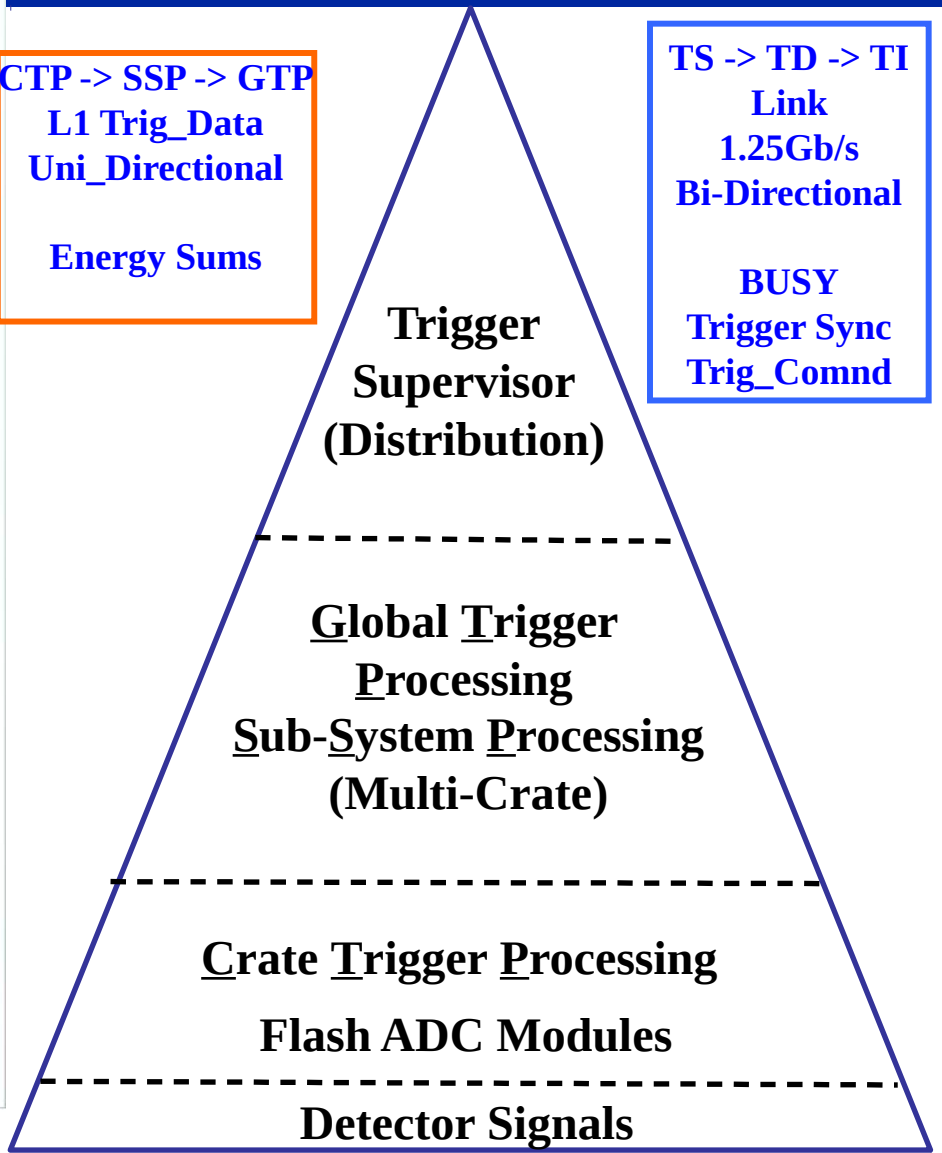 CTP -> SSP -> GTP
L1 Trig_Data
Uni_Directional
Energy Sums
TS -> TD -> TI
Link
1.25Gb/s
Bi-Directional
BUSY
Trigger Sync
Trig_Comnd
Trigger
Supervisor
(Distribution)
Global Trigger
Processing
Sub-System Processing
(Multi-Crate)
Crate Trigger Processing
Flash ADC Modules
Detector Signals